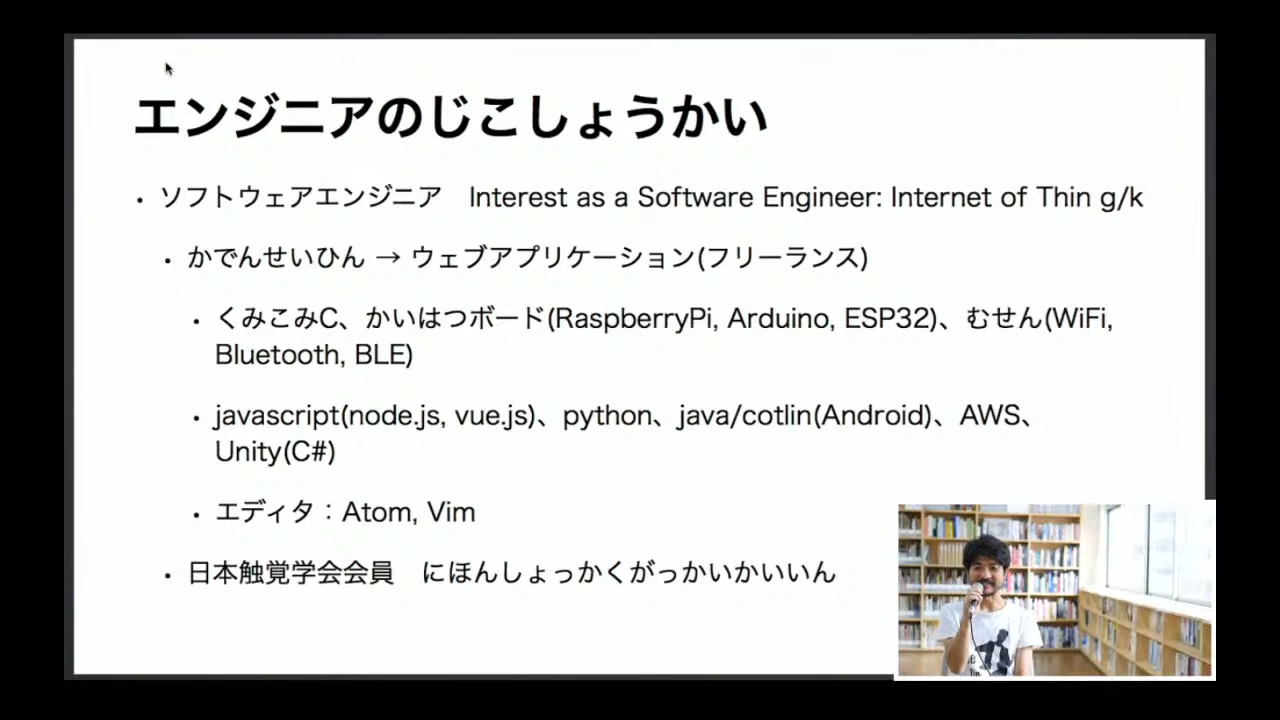 エンジニアのじこしょうかい
• ソフトウェアエンジニア　Interest as a Software Engineer: Internet of Thin g/k
• かでんせいひん → ウェブアプリケーション(フリーランス)
• くみこみC、かいはつボード(RaspberryPi, Arduino, ESP32)、むせん(WiFi,
Bluetooth, BLE)
• javascript(node.js, vue.js)、python、java/cotlin(Android)、AWS、
Unity(C#)
• エディタ：Atom, Vim
• 日本触覚学会会員　にほんしょっかくがっかいかいいん